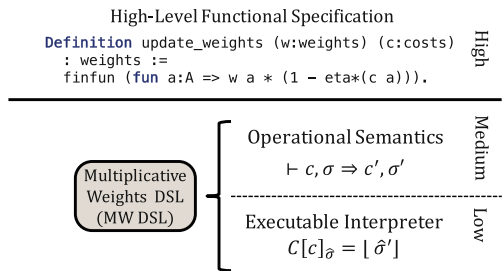 High-Level Functional Specification
Definition update_weights (w:weights) (c:costs)
: weights :=
finfun (fun a:A => w a * (1 - eta*(c a))).
High
Multiplicative
Weights DSL
(MW DSL)
Operational Semantics
⊢ c, σ ⇒ c′, σ′
Medium
Executable Interpreter
C[c]σ̂ = ⌊ σ̂′⌋
Low